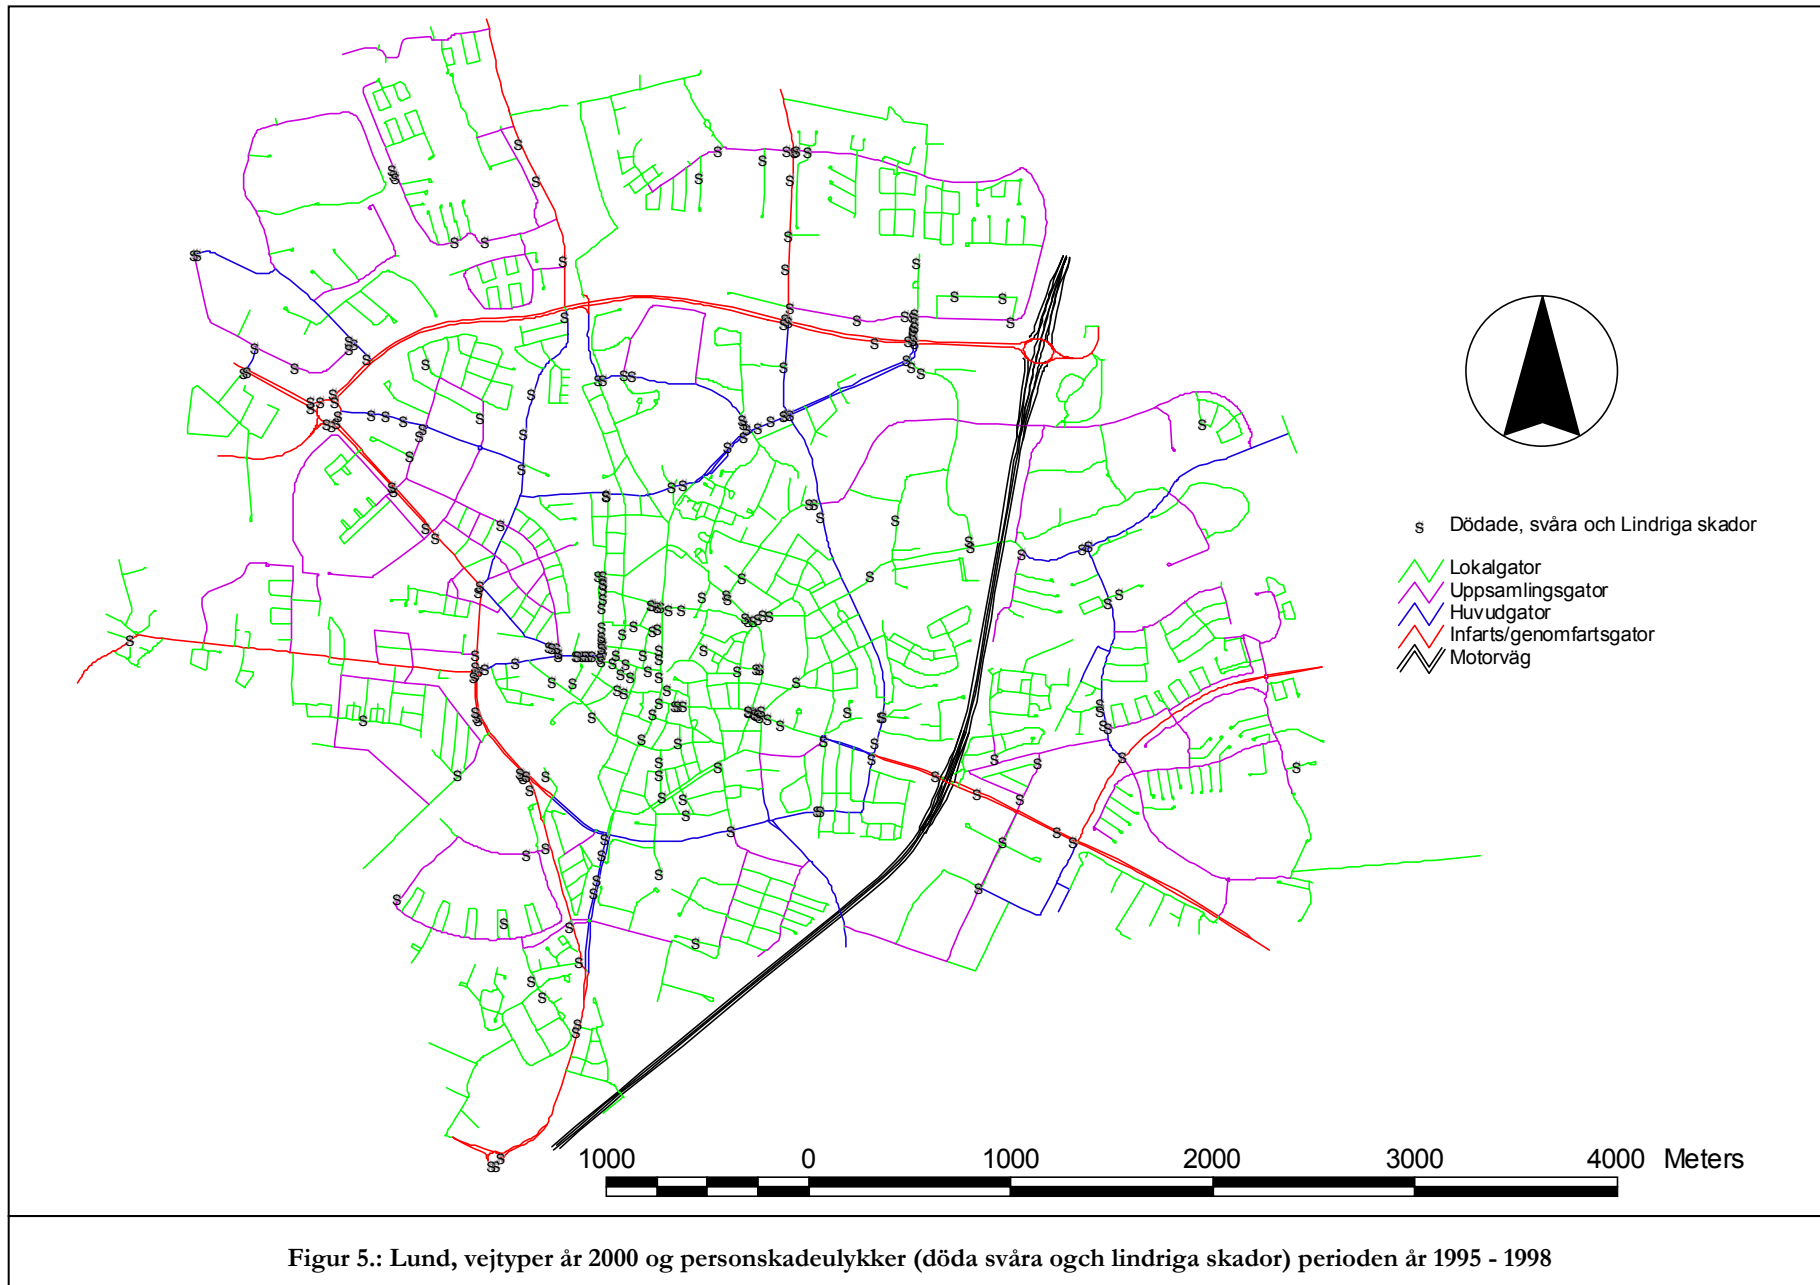 s Dödade, svåra och Lindriga skador
Lokalgator
Uppsamlingsgator
Huvudgator
Infarts/genomfartsgator
Motorväg
1000 0 1000 2000 3000 4000 Meters
Figur 5.: Lund, vejtyper år 2000 og personskadeulykker (döda svåra ogch lindriga skador) perioden år 1995 - 1998